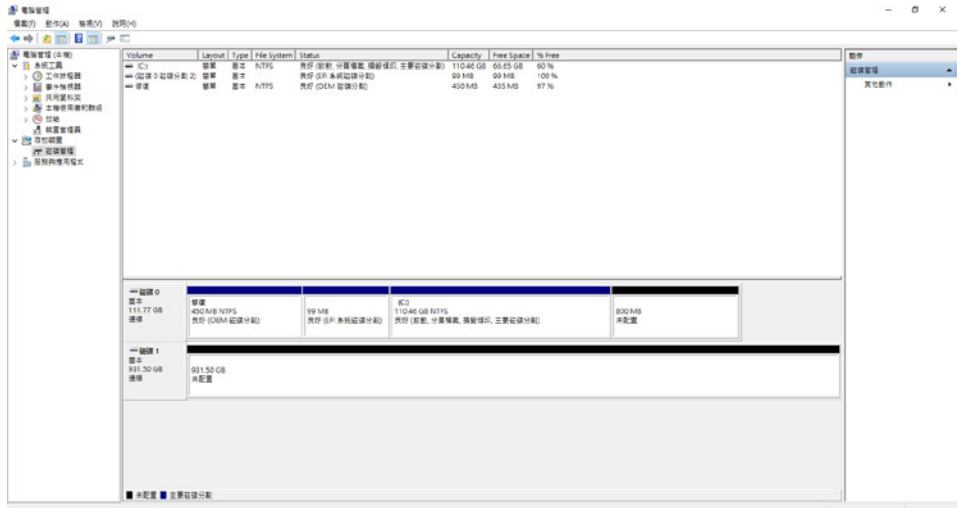 電腦管理
檔案(F) 動作(A) 檢視(V) 說明(H)
電腦管理 (本機)
系統工具
工作排程器
事件檢視器
共用資料夾
本機使用者和群組
效能
裝置管理員
存放裝置
磁碟管理
服務與應用程式
Volume Layout Type File System Status Capacity Free Space % Free
(C:) 簡單 基本 NTFS 良好 (啟動, 分頁檔案, 損毀傾印, 主要磁碟分割) 110.46 GB 66.65 GB 60 %
(磁碟 0 磁碟分割 2) 簡單 基本 良好 (EFI 系統磁碟分割) 99 MB 99 MB 100 %
修復 簡單 基本 NTFS 良好 (OEM 磁碟分割) 450 MB 435 MB 97 %
動作
磁碟管理
其他動作
磁碟 0
基本
111.77 GB
連線
修復
450 MB NTFS
良好 (OEM 磁碟分割)
99 MB
良好 (EFI 系統磁碟分割)
(C:)
110.46 GB NTFS
良好 (啟動, 分頁檔案, 損毀傾印, 主要磁碟分割)
800 MB
未配置
磁碟 1
基本
931.50 GB
連線
931.50 GB
未配置
未配置 主要磁碟分割